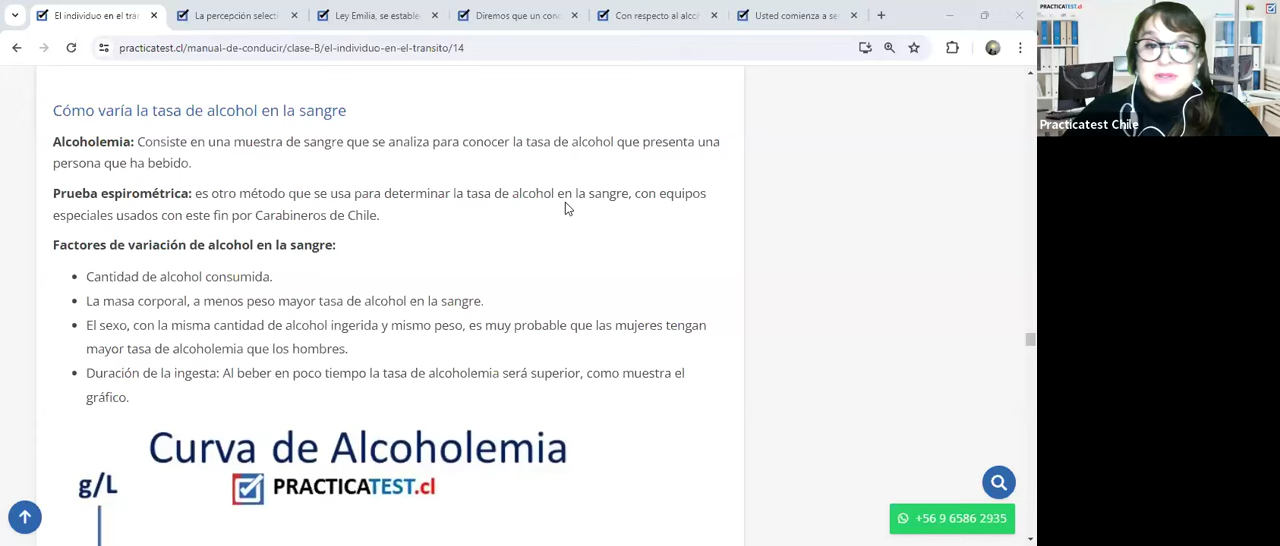 El individuo en el trán
La percepción selecti
Ley Emilia, se estable
Diremos que un cond
Con respecto al alcoh
Usted comienza a se
practicatest.cl/manual-de-conducir/clase-B/el-individuo-en-el-transito/14
PRACTICATEST.cl
Practicatest Chile
Cómo varía la tasa de alcohol en la sangre
Alcoholemia: Consiste en una muestra de sangre que se analiza para conocer la tasa de alcohol que presenta una
persona que ha bebido.
Prueba espirométrica: es otro método que se usa para determinar la tasa de alcohol en la sangre, con equipos
especiales usados con este fin por Carabineros de Chile.
Factores de variación de alcohol en la sangre:
Cantidad de alcohol consumida.
La masa corporal, a menos peso mayor tasa de alcohol en la sangre.
El sexo, con la misma cantidad de alcohol ingerida y mismo peso, es muy probable que las mujeres tengan
mayor tasa de alcoholemia que los hombres.
Duración de la ingesta: Al beber en poco tiempo la tasa de alcoholemia será superior, como muestra el
gráfico.
Curva de Alcoholemia
g/L
PRACTICATEST.cl
+56 9 6586 2935